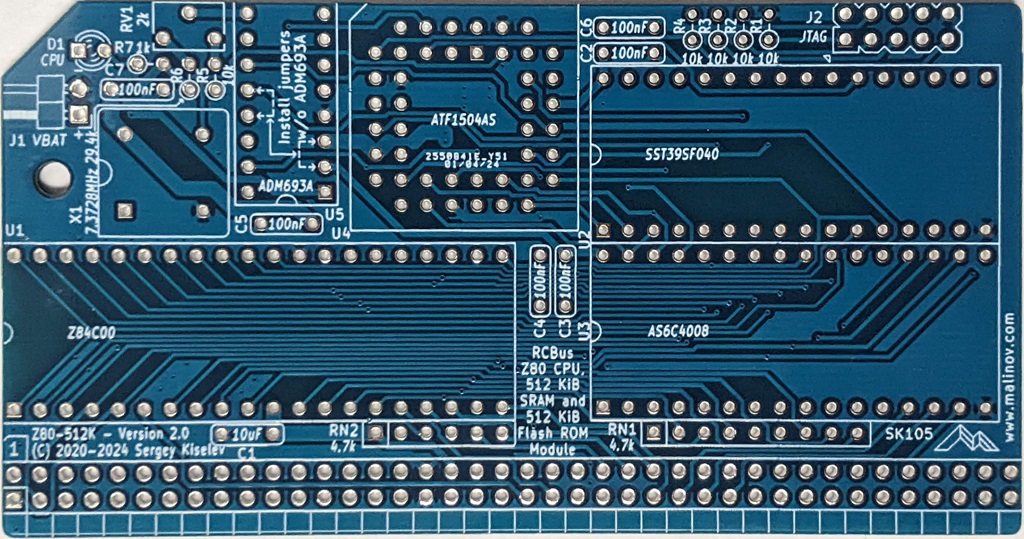 D1
CPU
R7 1k
C7
100nF
R6
R5
10k
RV1
2k
J1 VBAT
+
X1
7.3728MHz 29.4k
Install jumpers
w/o ADM693A
ADM693A
C5
100nF
U5
U4
ATF1504AS
2550841E_Y51
01/04/24
C6
100nF
C2
100nF
R4
R3
R2
R1
10k 10k 10k 10k
J2
JTAG
SST39SF040
U2
U1
Z84C00
100nF
100nF
C4
C3
U3
AS6C4008
RCBus
Z80 CPU,
512 KiB
SRAM and
512 KiB
Flash ROM
Module
www.malinov.com
1
Z80-512K - Version 2.0
(C) 2020-2024 Sergey Kiselev
10uF
C1
RN2
4.7k
RN1
4.7k
SK105